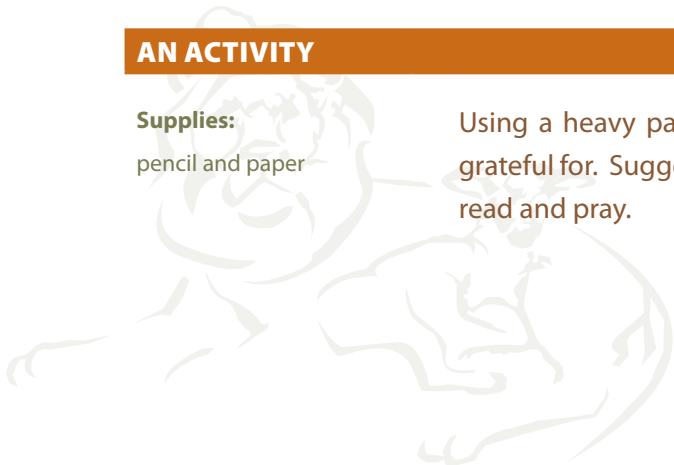 AN ACTIVITY
Supplies:
pencil and paper
Using a heavy
grateful for.
read and pray.